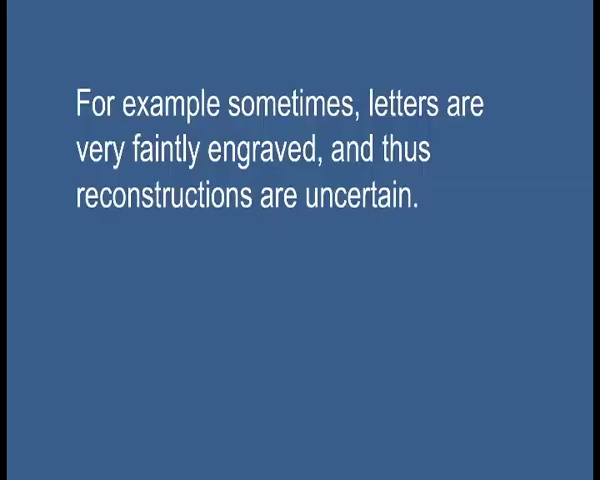 For example sometimes, letters are
very faintly engraved, and thus
reconstructions are uncertain.